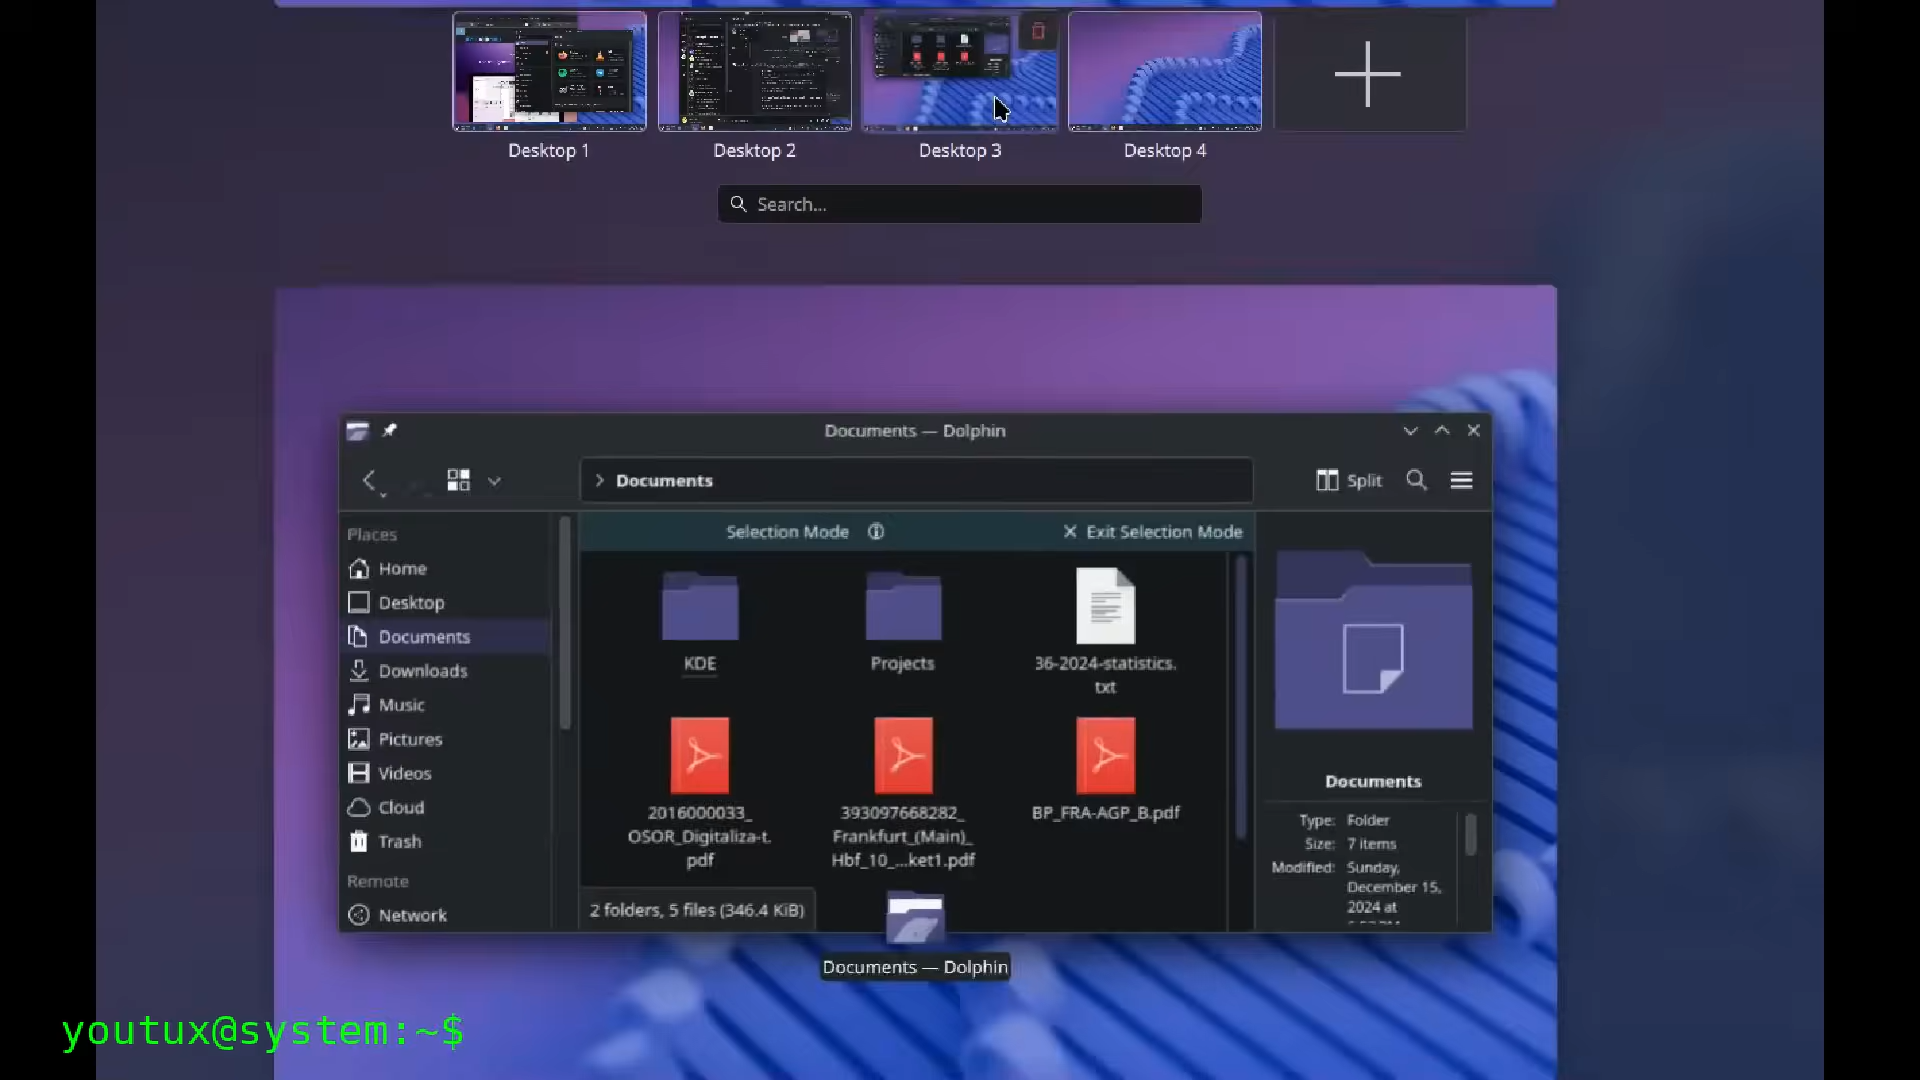 Desktop 1
Desktop 2
Desktop 3
Desktop 4
Search...
Documents — Dolphin
Documents
Split
Places
Home
Desktop
Documents
Downloads
Music
Pictures
Videos
Cloud
Trash
Remote
Network
Selection Mode
Exit Selection Mode
KDE
Projects
36-2024-statistics.
txt
2016000033_
OSOR_Digitaliza-t.
pdf
393097668282_
Frankfurt_(Main)_
Hbf_10_...ket1.pdf
BP_FRA-AGP_B.pdf
2 folders, 5 files (346.4 KiB)
Documents
Type: Folder
Size: 7 items
Modified: Sunday,
December 15,
2024 at
Documents — Dolphin
youtux@system:~$